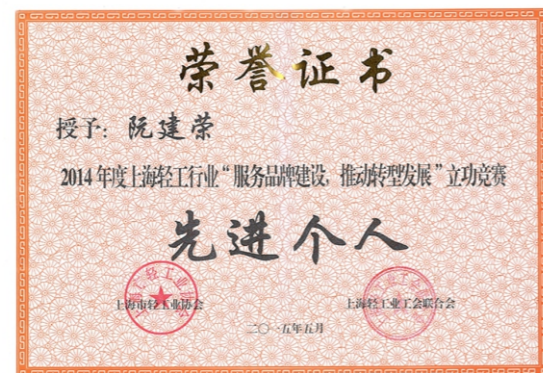 荣誉证书
授予：阮建荣
2014年度上海轻工行业“服务品牌建设，推动转型发展”立功竞赛
先进个人
上海市轻工业协会 上海轻工业工会联合会
二〇一五年五月